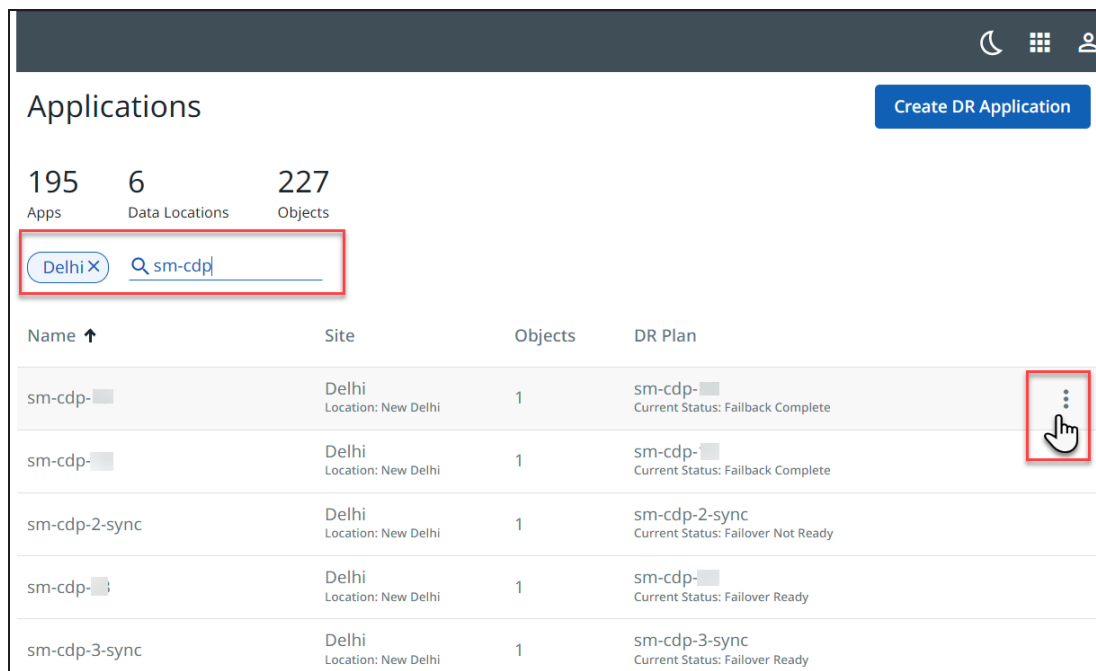 Applications
Create DR Application
195 6 227
Apps Data Locations Objects
Delhi sm-cdp
Name Site Objects DR Plan
sm-cdp- Delhi 1 sm-cdp-
Location: New Delhi Current Status: Failback Complete
sm-cdp- Delhi 1 sm-cdp-
Location: New Delhi Current Status: Failback Complete
sm-cdp-2-sync Delhi 1 sm-cdp-2-sync
Location: New Delhi Current Status: Failover Not Ready
sm-cdp- Delhi 1 sm-cdp-
Location: New Delhi Current Status: Failover Ready
sm-cdp-3-sync Delhi 1 sm-cdp-3-sync
Location: New Delhi Current Status: Failover Ready